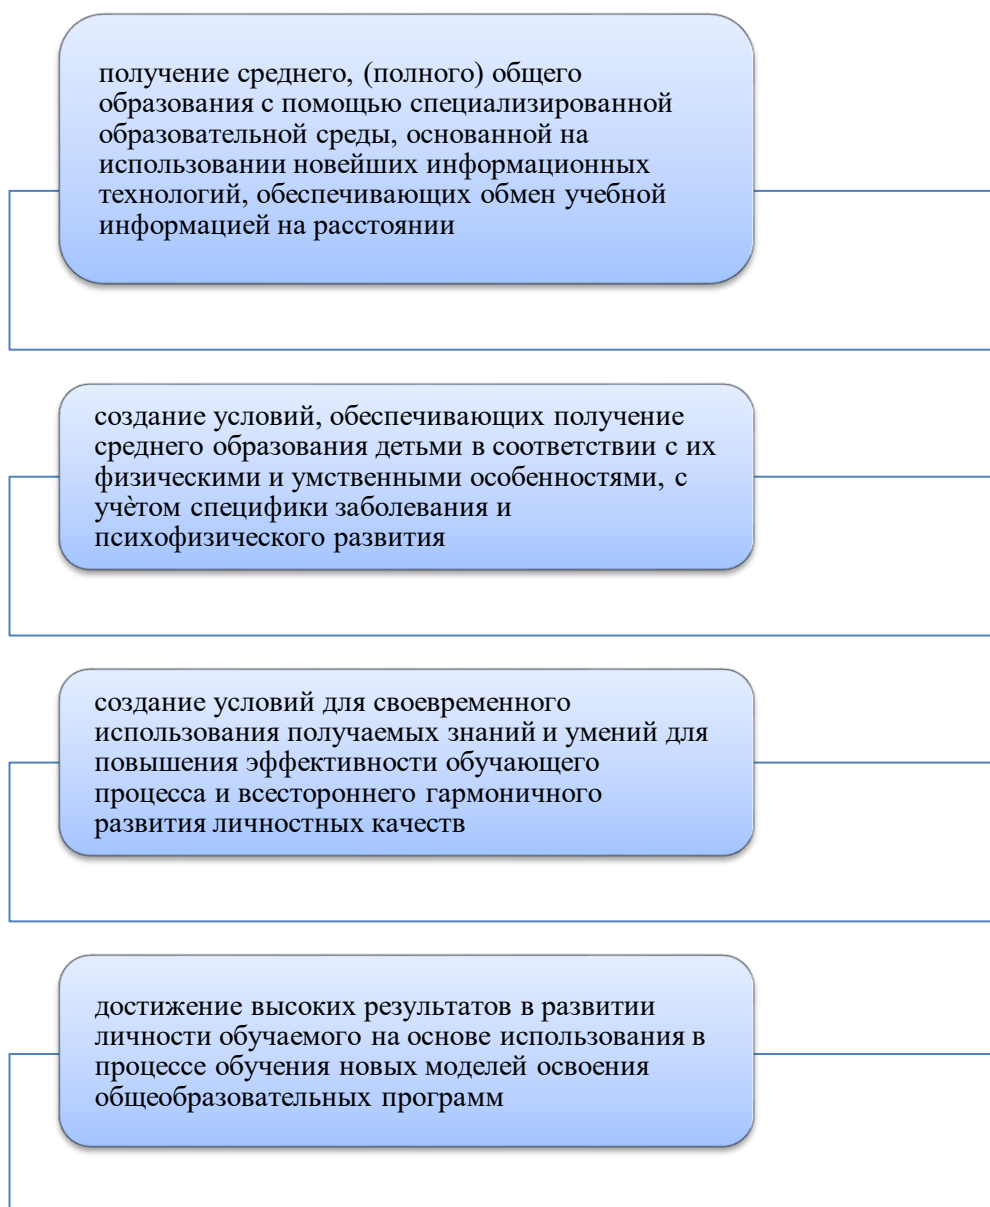 получение среднего, (полного) общего
образования с помощью специализированной
образовательной среды, основанной на
использовании новейших информационных
технологий, обеспечивающих обмен учебной
информацией на расстоянии
создание условий, обеспечивающих получение
среднего образования детьми в соответствии с их
физическими и умственными особенностями, с
учѐтом специфики заболевания и
психофизического развития
создание условий для своевременного
использования получаемых знаний и умений для
повышения эффективности обучающего
процесса и всестороннего гармоничного
развития личностных качеств
достижение высоких результатов в развитии
личности обучаемого на основе использования в
процессе обучения новых моделей освоения
общеобразовательных программ